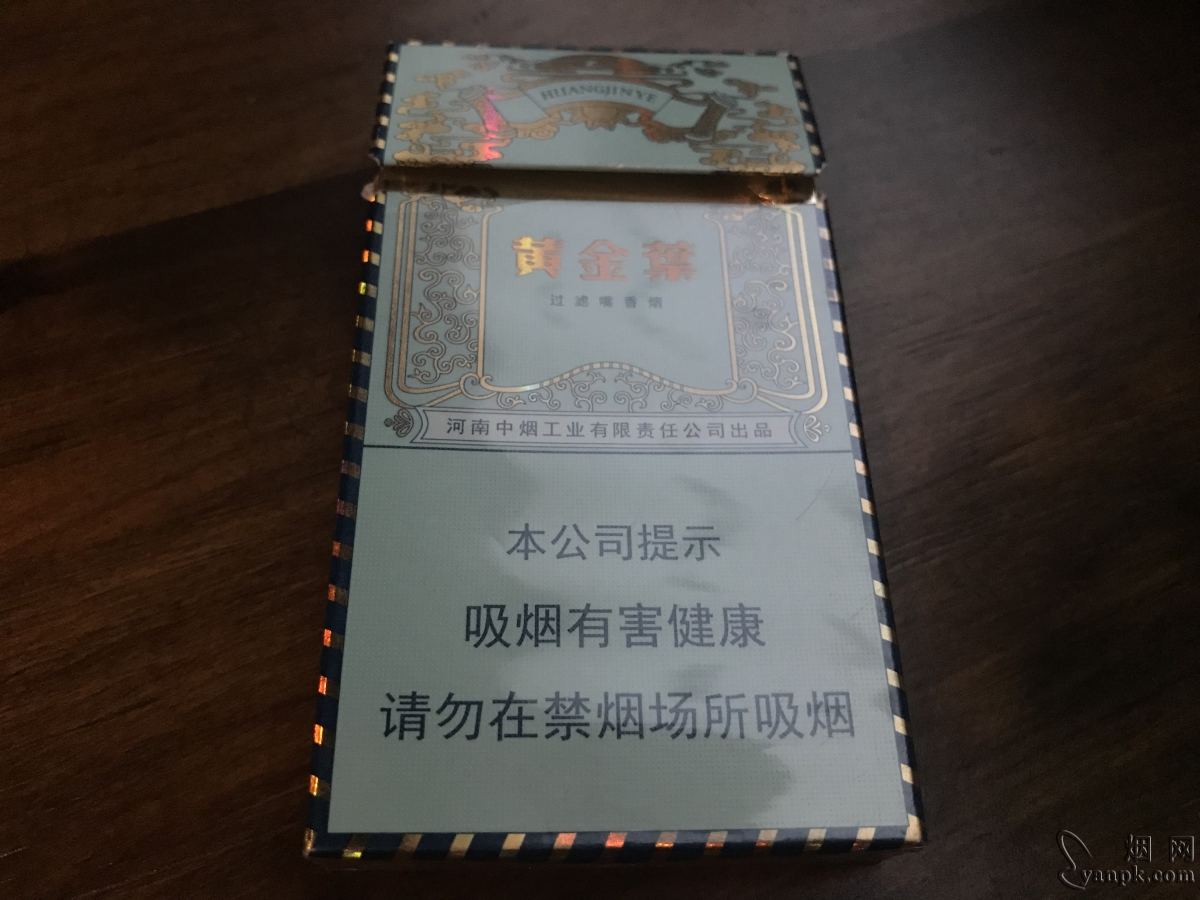 HUANGJINYE
黄金葉
过滤嘴香烟
河南中烟工业有限责任公司出品
本公司提示
吸烟有害健康
请勿在禁烟场所吸烟
烟网
yanpk.com